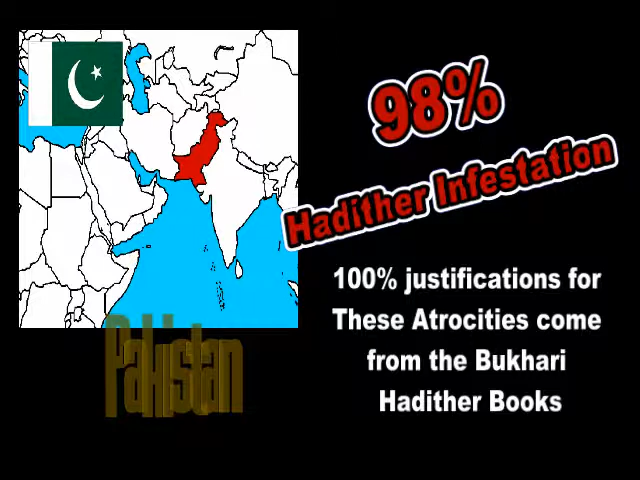 98%
Hadither Infestation
100% justifications for
These Atrocities come
from the Bukhari
Hadither Books
Pakistan